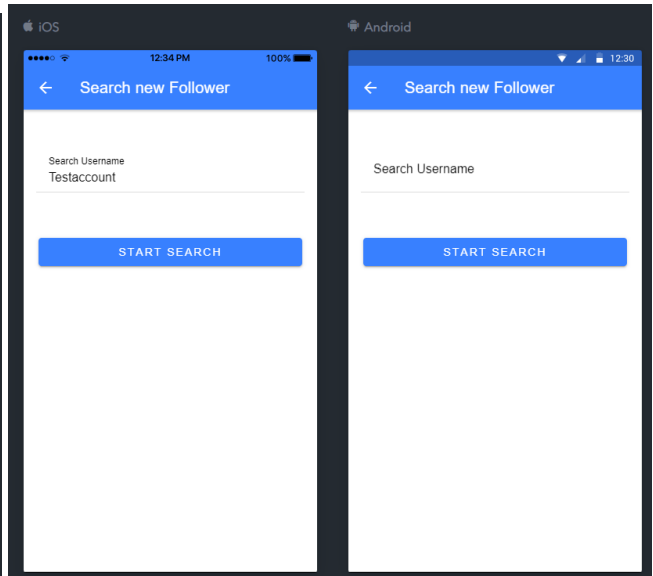 iOS
12:34 PM 100%
Search new Follower
Search Username
Testaccount
START SEARCH
Android
12:30
Search new Follower
Search Username
START SEARCH